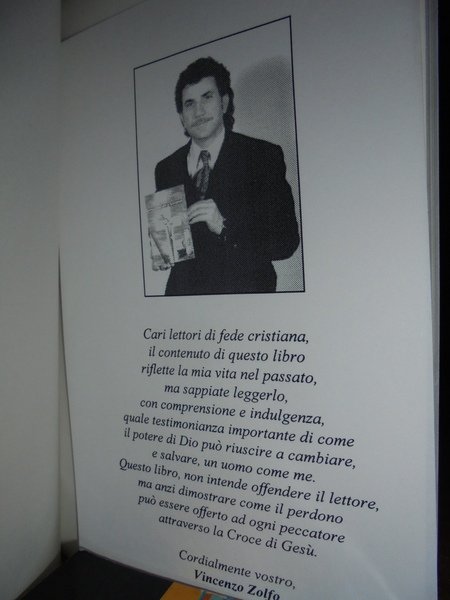 Cari lettori di fede cristiana,
il contenuto di questo libro
riflette la mia vita nel passato,
ma sappiate leggerlo,
con comprensione e indulgenza,
quale testimonianza importante di come
il potere di Dio può riuscire a cambiare,
e salvare, un uomo come me.
Questo libro, non intende offendere il lettore,
ma anzi dimostrare come il perdono
può essere offerto ad ogni peccatore
attraverso la Croce di Gesù.
Cordialmente vostro,
Vincenzo Zolfo